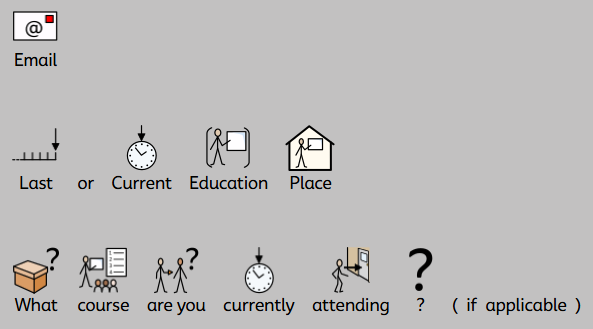 Email
Last or Current Education Place
What course are you currently attending ? ( if applicable )